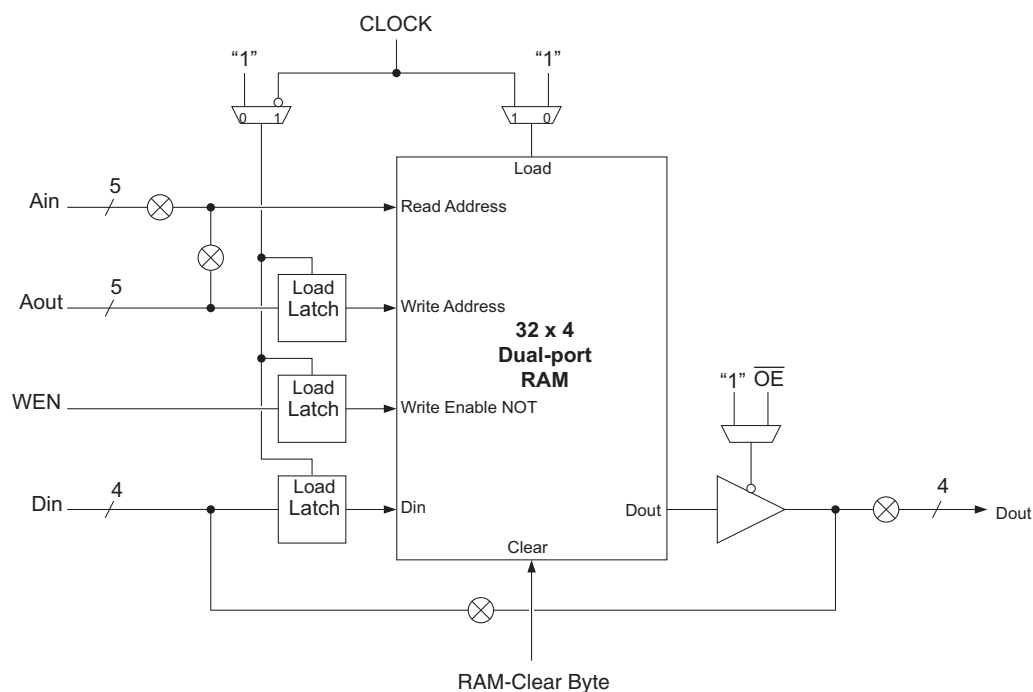 CLOCK
“1”
“1”
0 1
1 0
Load
Ain
5
Read Address
Aout
5
Load
Latch
Write Address
32 x 4
Dual-port
RAM
WEN
Load
Latch
Write Enable NOT
“1” OE
Din
4
Load
Latch
Din
Dout
4
Dout
Clear
RAM-Clear Byte